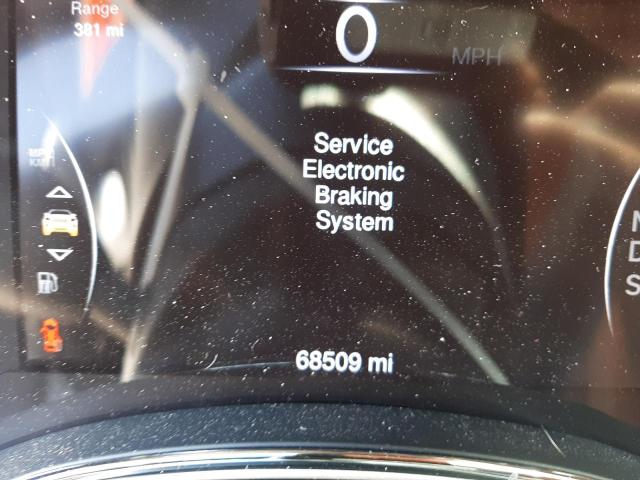 Range
381 mi
0
MPH
Service
Electronic
Braking
System
68509 mi